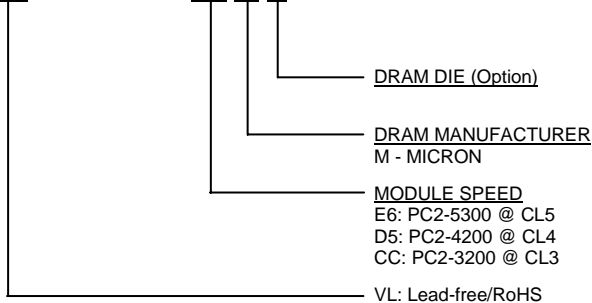 DRAM DIE (Option)
DRAM MANUFACTURER
M - MICRON
MODULE SPEED
E6: PC2-5300 @ CL5
D5: PC2-4200 @ CL4
CC: PC2-3200 @ CL3
VL: Lead-free/RoHS